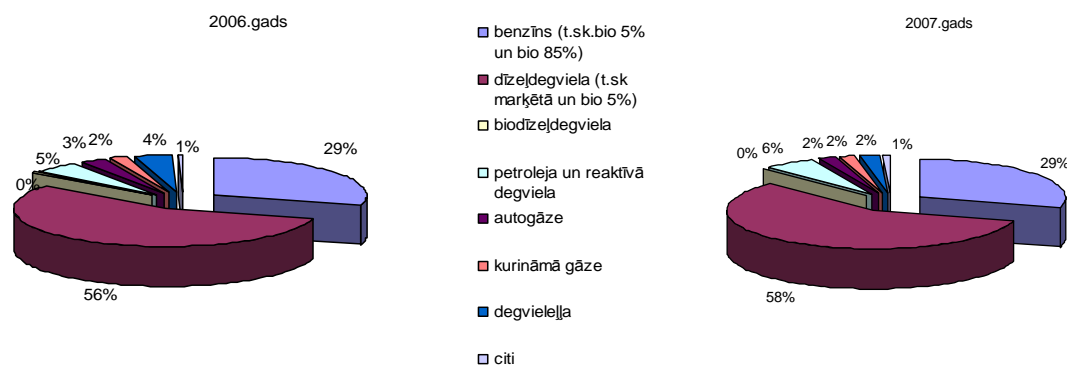 2006.gads
29%
56%
0%
5%
3%
2%
4%
1%
benzīns (t.sk.bio 5%
un bio 85%)
dīzeļdegviela (t.sk
marķētā un bio 5%)
biodīzeļdegviela
petroleja un reaktīvā
degviela
autogāze
kurināmā gāze
degvieleļļa
citi
2007.gads
29%
58%
0%
6%
2%
2%
2%
1%